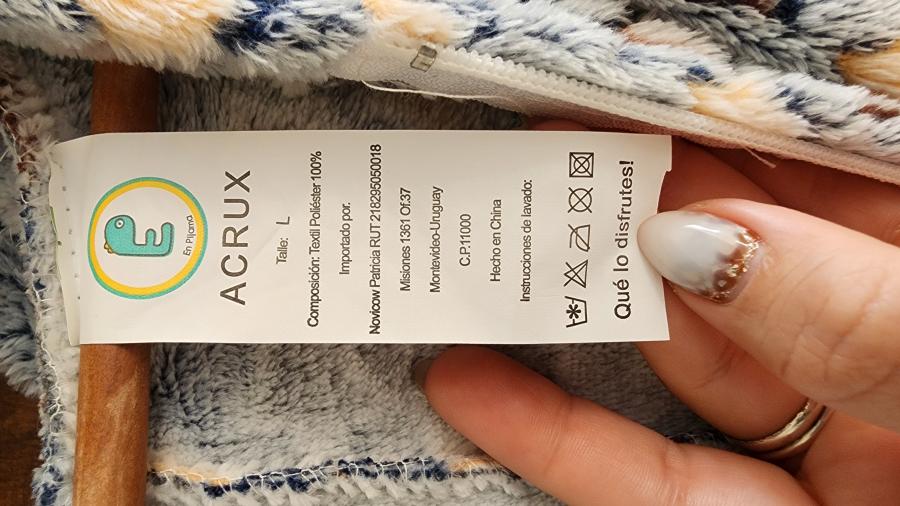 E
En Pijama
ACRUX
Talle: L
Composición: Textil Poliéster 100%
Importado por.
Novicow Patricia RUT 218295050018
Misiones 1361 Of.37
Montevideo-Uruguay
C.P.11000
Hecho en China
Instrucciones de lavado:
Qué lo disfrutes!